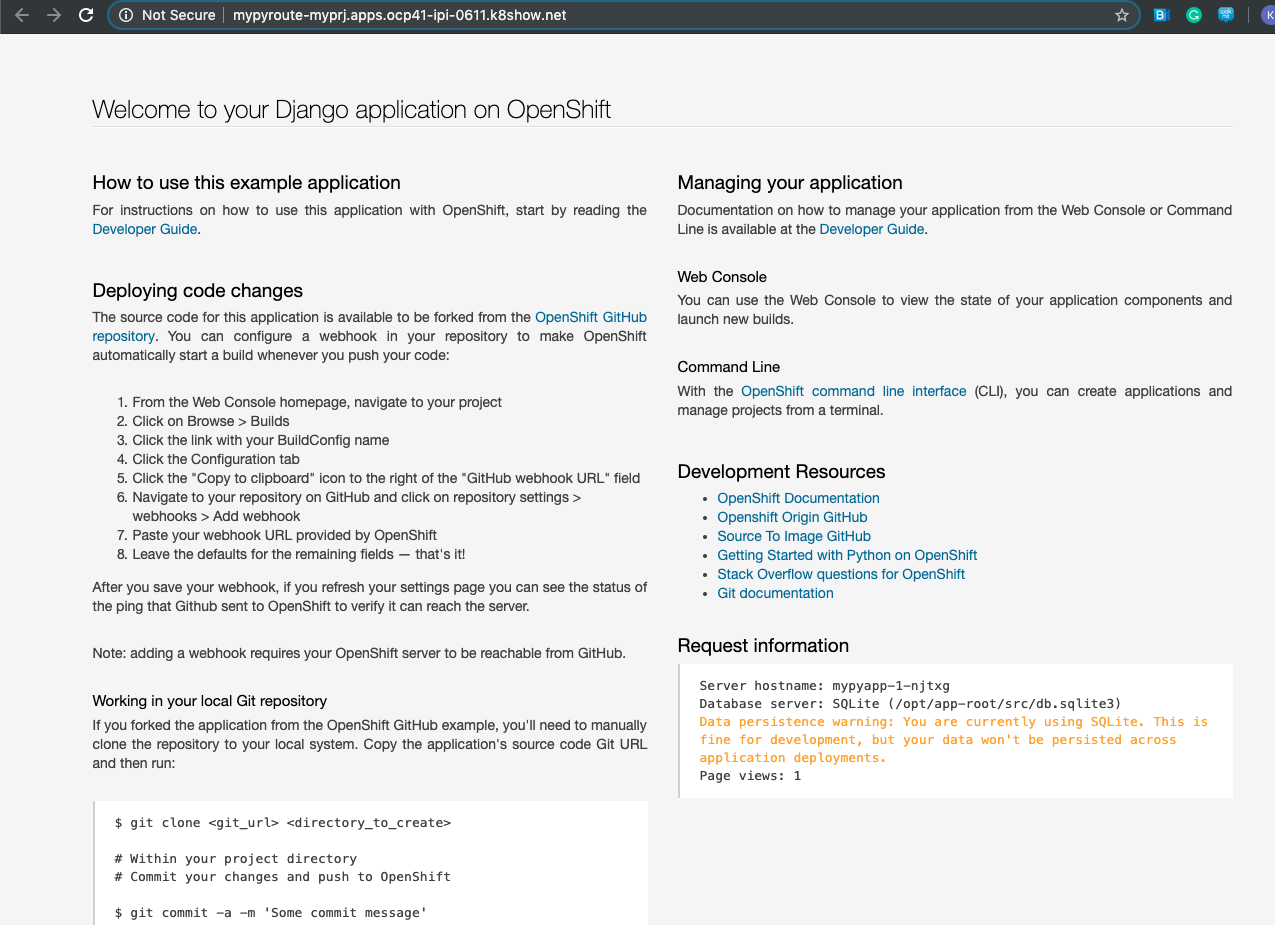 Not Secure | mypyroute-myprj.apps.ocp41-ipi-0611.k8show.net
Welcome to your Django application on OpenShift
How to use this example application
For instructions on how to use this application with OpenShift, start by reading the
Developer Guide.
Deploying code changes
The source code for this application is available to be forked from the OpenShift GitHub
repository. You can configure a webhook in your repository to make OpenShift
automatically start a build whenever you push your code:
1. From the Web Console homepage, navigate to your project
2. Click on Browse > Builds
3. Click the link with your BuildConfig name
4. Click the Configuration tab
5. Click the "Copy to clipboard" icon to the right of the "GitHub webhook URL" field
6. Navigate to your repository on GitHub and click on repository settings >
webhooks > Add webhook
7. Paste your webhook URL provided by OpenShift
8. Leave the defaults for the remaining fields — that's it!
After you save your webhook, if you refresh your settings page you can see the status of
the ping that Github sent to OpenShift to verify it can reach the server.
Note: adding a webhook requires your OpenShift server to be reachable from GitHub.
Working in your local Git repository
If you forked the application from the OpenShift GitHub example, you'll need to manually
clone the repository to your local system. Copy the application's source code Git URL
and then run:
$ git clone <git_url> <directory_to_create>
# Within your project directory
# Commit your changes and push to OpenShift
$ git commit -a -m 'Some commit message'
Managing your application
Documentation on how to manage your application from the Web Console or Command
Line is available at the Developer Guide.
Web Console
You can use the Web Console to view the state of your application components and
launch new builds.
Command Line
With the OpenShift command line interface (CLI), you can create applications and
manage projects from a terminal.
Development Resources
• OpenShift Documentation
• Openshift Origin GitHub
• Source To Image GitHub
• Getting Started with Python on OpenShift
• Stack Overflow questions for OpenShift
• Git documentation
Request information
Server hostname: mypyapp-1-njtxg
Database server: SQLite (/opt/app-root/src/db.sqlite3)
Data persistence warning: You are currently using SQLite. This is
fine for development, but your data won't be persisted across
application deployments.
Page views: 1